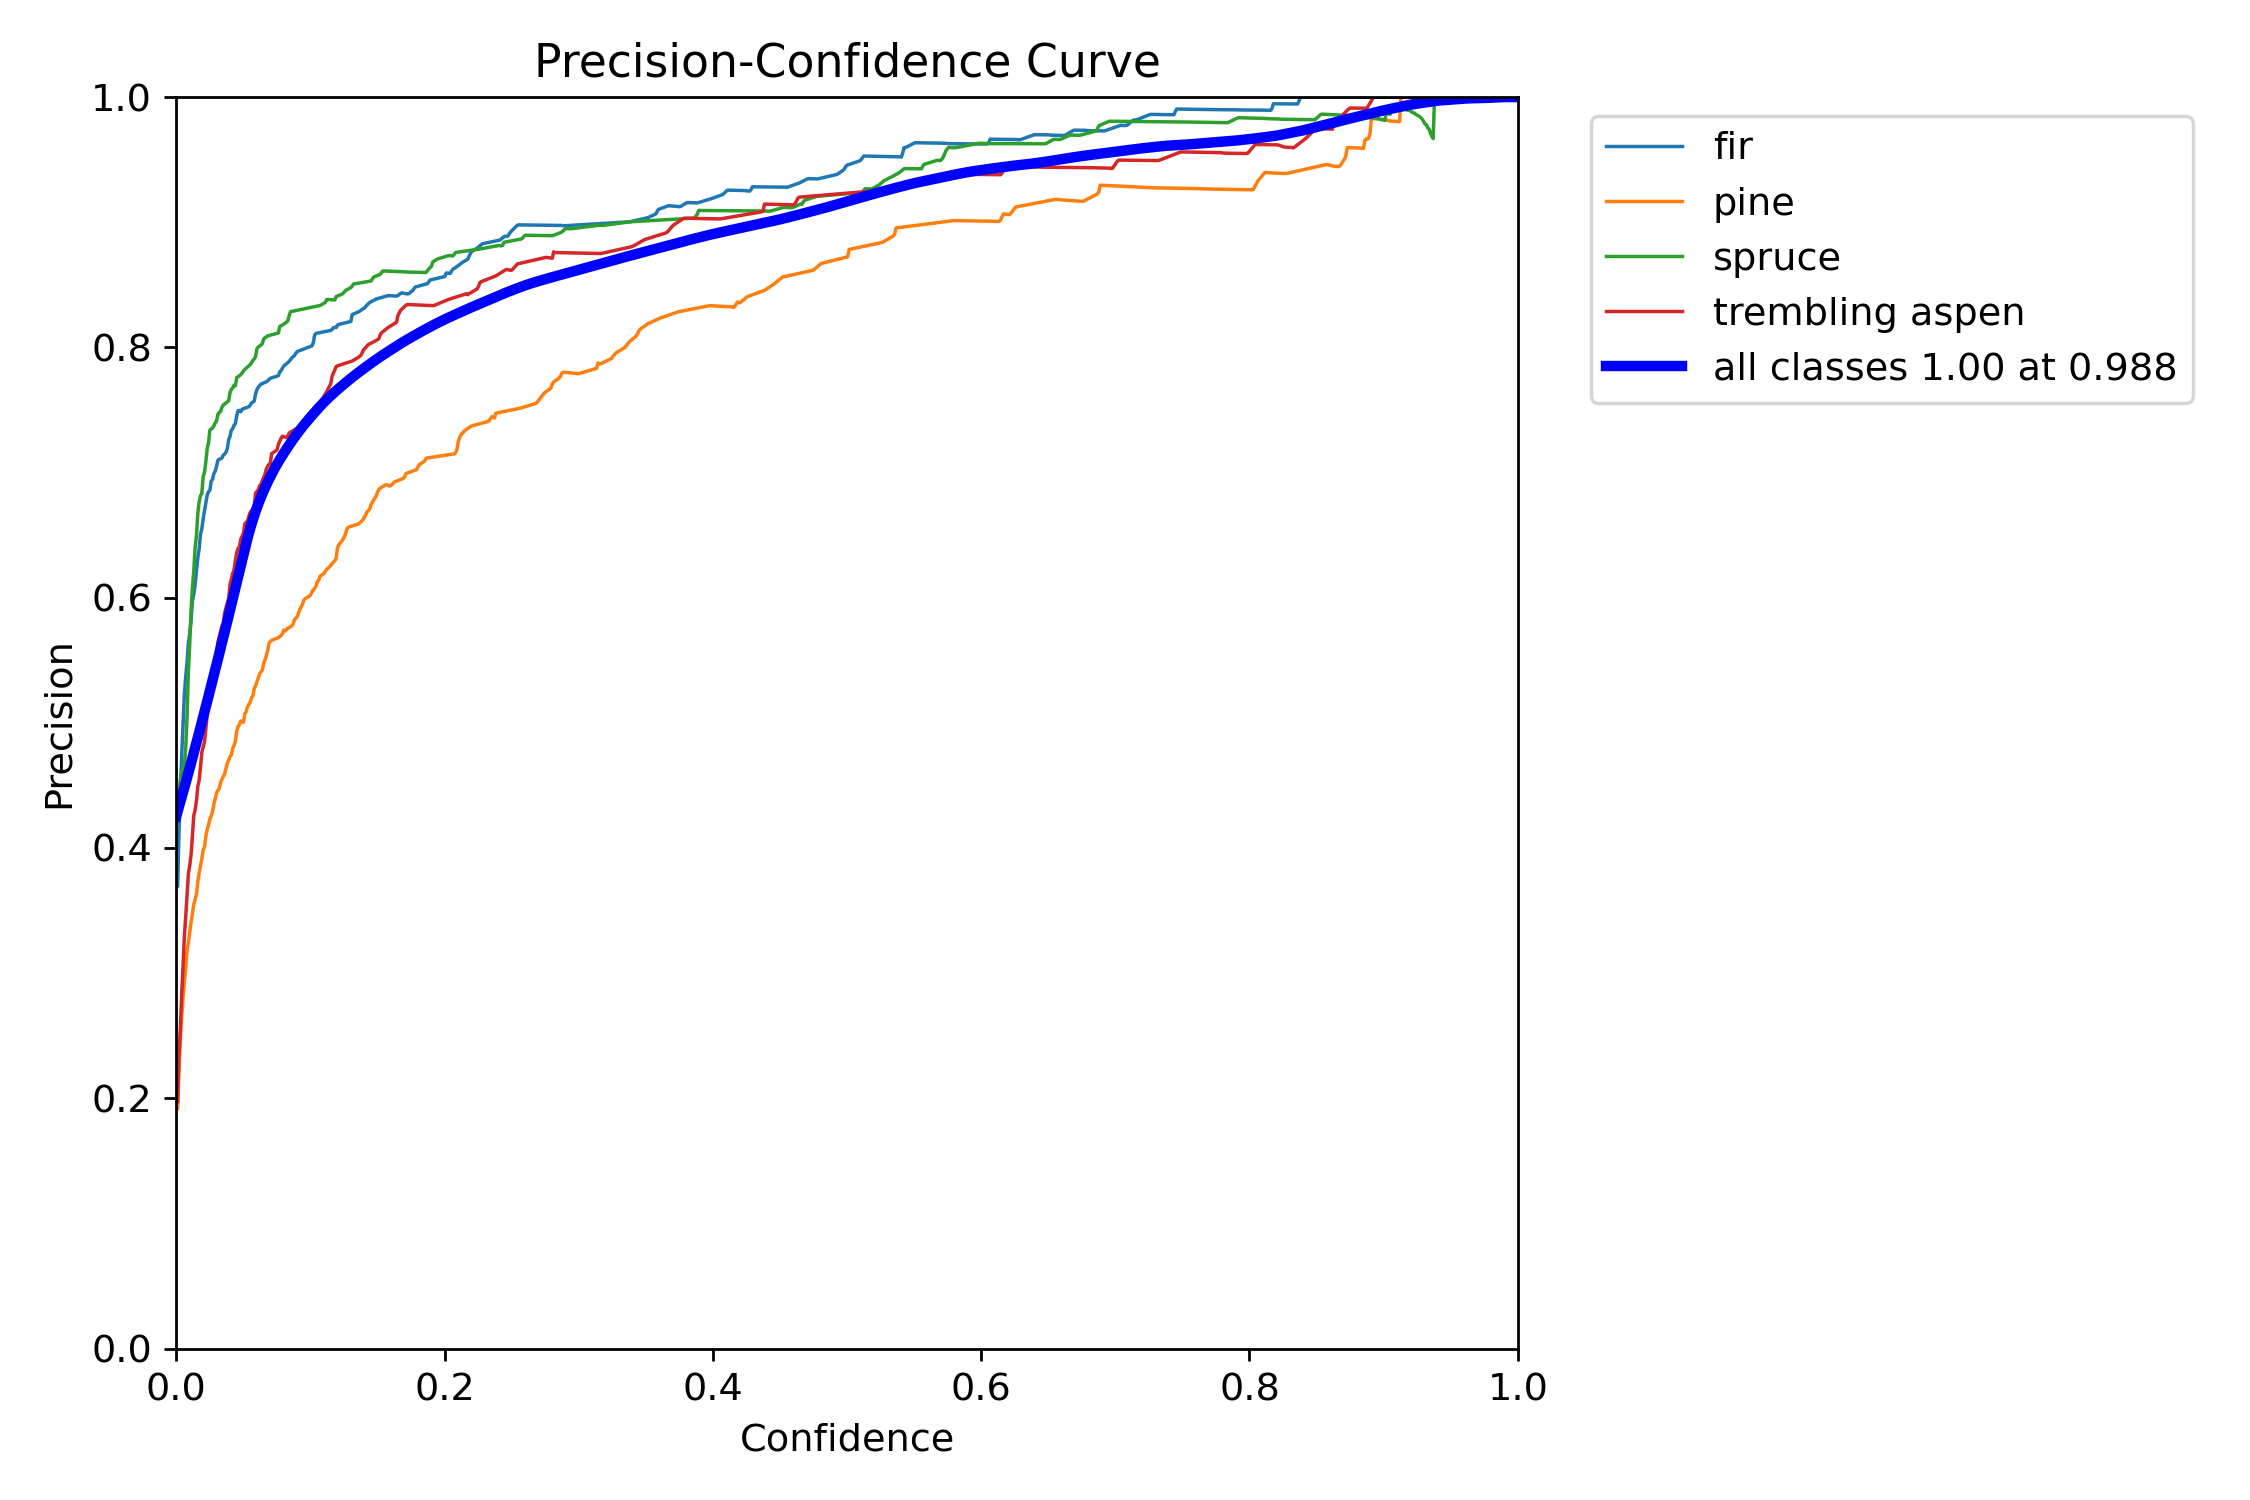 Precision-Confidence Curve
1.0
0.8
0.6
0.4
0.2
0.0
Precision
0.0 0.2 0.4 0.6 0.8 1.0
Confidence
fir
pine
spruce
trembling aspen
all classes 1.00 at 0.988